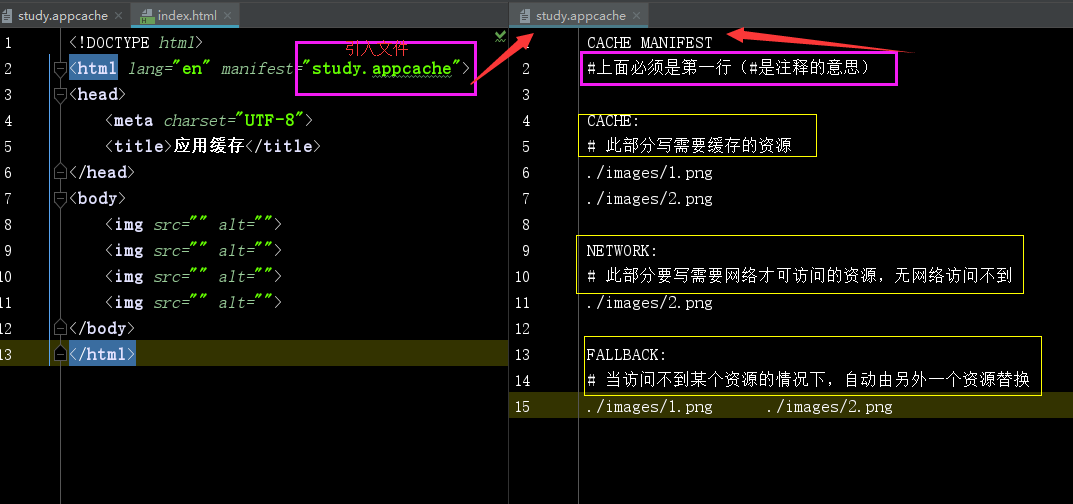 study.appcache
index.html
study.appcache
1 <!DOCTYPE html>
引入文件
2 <html lang="en" manifest="study.appcache">
3 <head>
4 <meta charset="UTF-8">
5 <title>应用缓存</title>
6 </head>
7 <body>
8 <img src="" alt="">
9 <img src="" alt="">
10 <img src="" alt="">
11 <img src="" alt="">
12 </body>
13 </html>
CACHE MANIFEST
2 #上面必须是第一行（#是注释的意思）
3
4 CACHE:
5 # 此部分写需要缓存的资源
6 ./images/1.png
7 ./images/2.png
8
9 NETWORK:
10 # 此部分要写需要网络才可访问的资源，无网络访问不到
11 ./images/2.png
12
13 FALLBACK:
14 # 当访问不到某个资源的情况下，自动由另外一个资源替换
15 ./images/1.png ./images/2.png